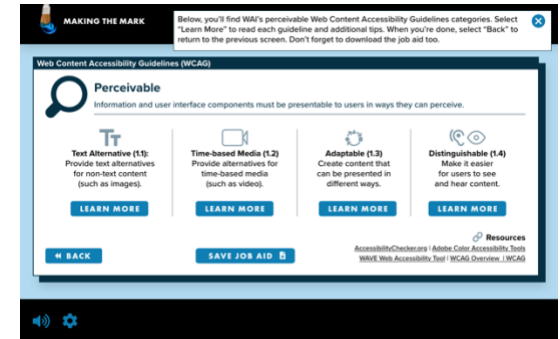 MAKING THE MARK
Below, you'll find WAI's perceivable Web Content Accessibility Guidelines categories. Select
"Learn More" to read each guideline and additional tips. When you're done, select "Back" to
return to the previous screen. Don't forget to download the job aid too.
Web Content Accessibility Guidelines (WCAG)
Perceivable
Information and user interface components must be presentable to users in ways they can perceive.
Text Alternative (1.1):
Provide text alternatives
for non-text content
(such as images).
LEARN MORE
Time-based Media (1.2)
Provide alternatives for
time-based media
(such as video).
LEARN MORE
Adaptable (1.3)
Create content that
can be presented in
different ways.
LEARN MORE
Distinguishable (1.4)
Make it easier
for users to see
and hear content.
LEARN MORE
BACK
SAVE JOB AID
Resources
AccessibilityChecker.org | Adobe Color Accessibility Tools
WAVE Web Accessibility Tool | WCAG Overview | WCAG